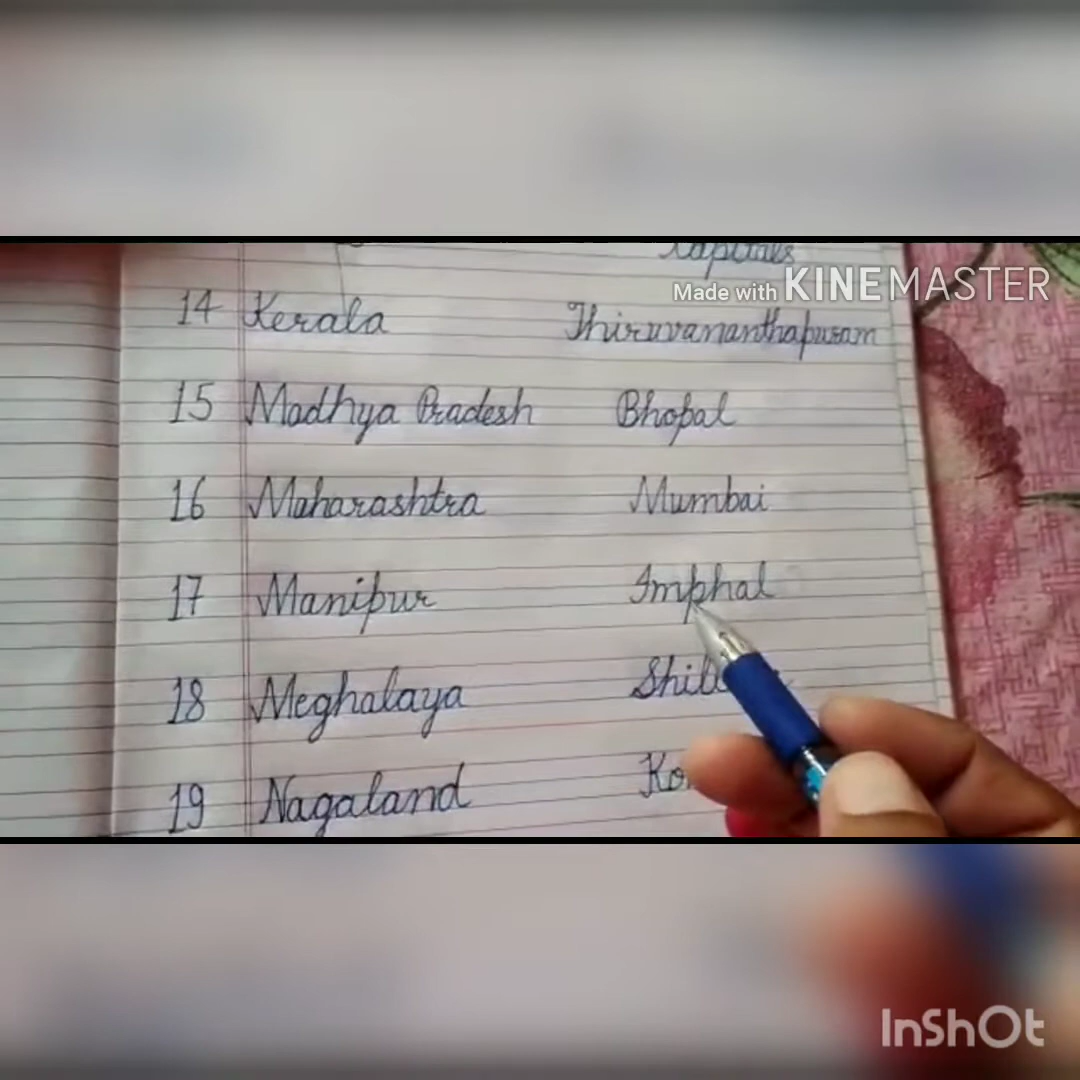 Capitals
Made with KINEMASTER
14 Kerala Thiruvananthapuram
15 Madhya Pradesh Bhopal
16 Maharashtra Mumbai
17 Manipur Imphal
18 Meghalaya
19 Nagaland
InShOt